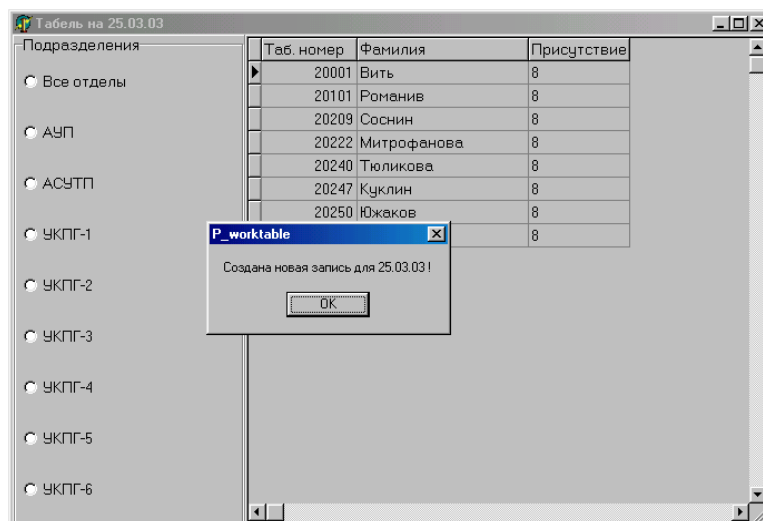 Табель на 25.03.03
Подразделения
Все отделы
АУП
АСУТП
УКПГ-1
УКПГ-2
УКПГ-3
УКПГ-4
УКПГ-5
УКПГ-6
Таб. номер Фамилия Присутствие
20001 Вить 8
20101 Романив 8
20209 Соснин 8
20222 Митрофанова 8
20240 Тюликова 8
20247 Куклин 8
20250 Южаков 8
8
P_worktable
Создана новая запись для 25.03.03 !
OK